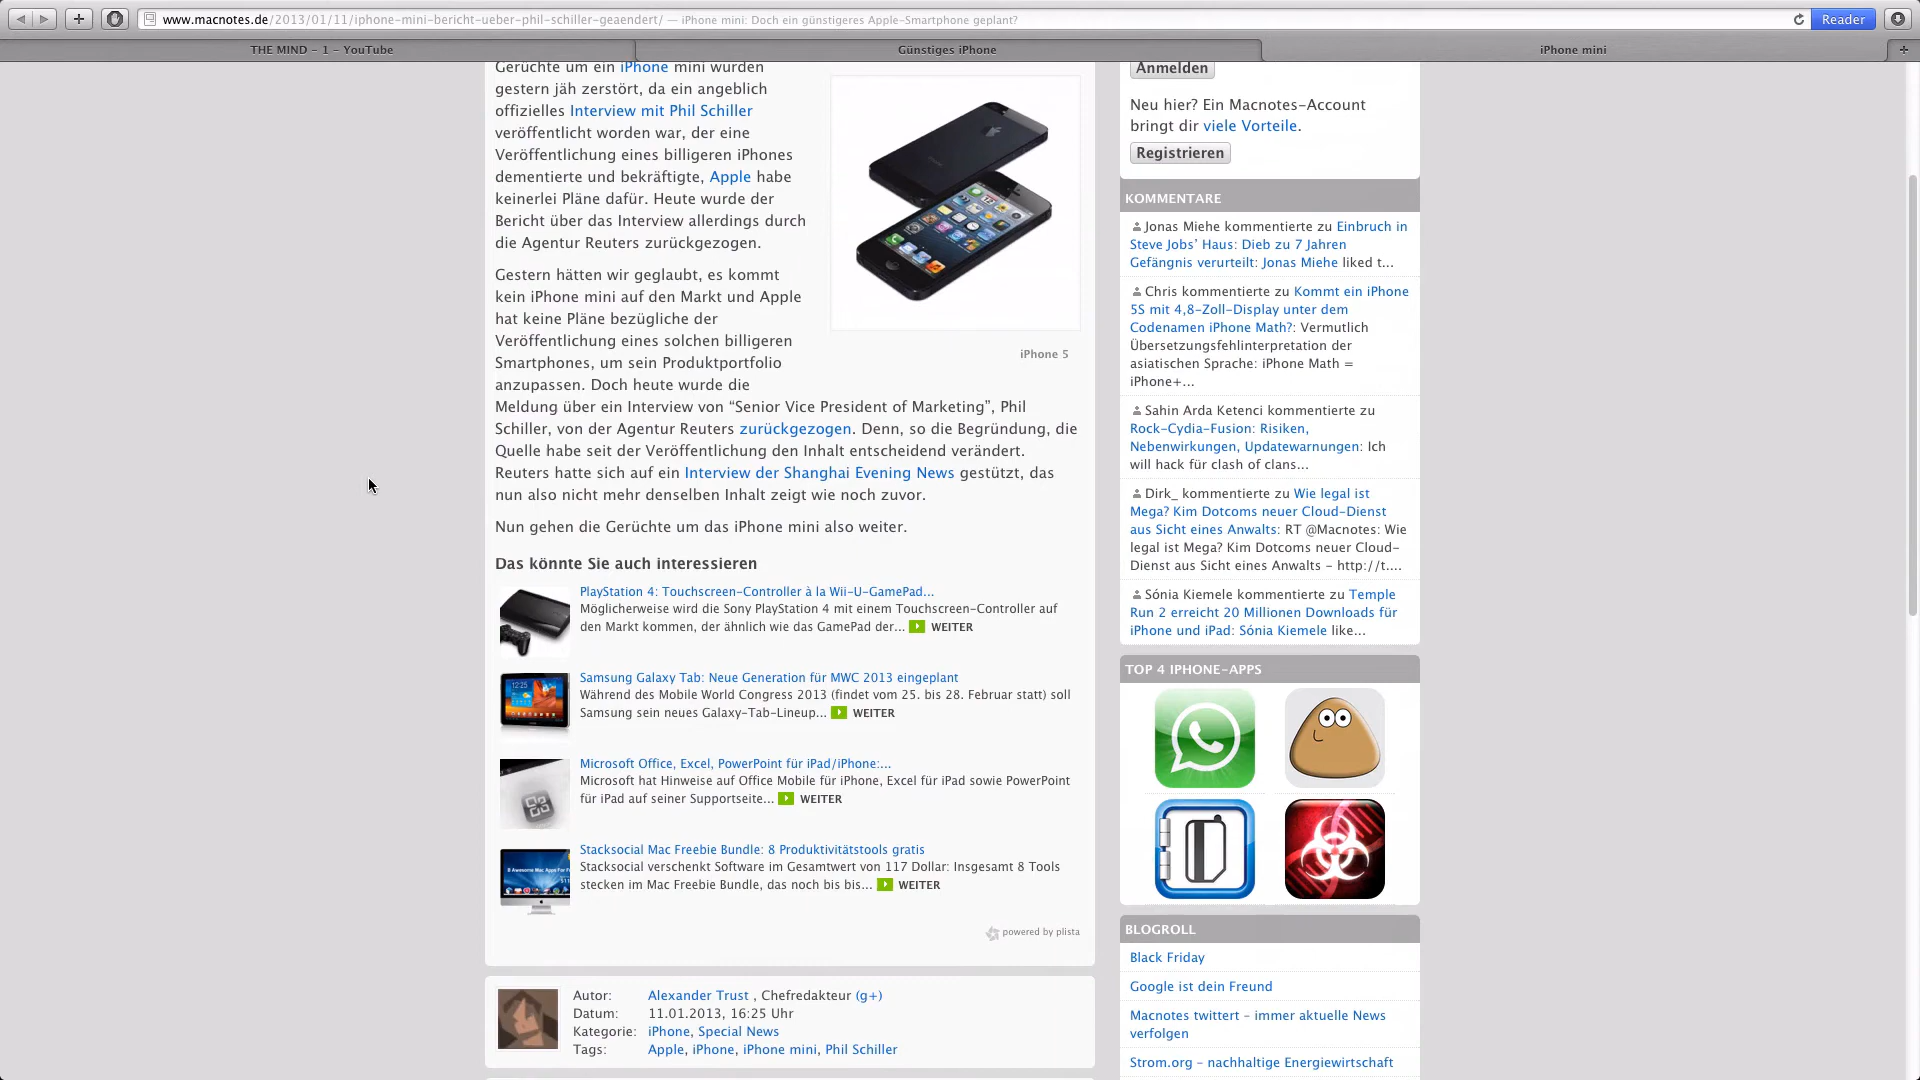 www.macnotes.de/2013/01/11/iphone-mini-bericht-ueber-phil-schiller-geaendert/ — iPhone mini: Doch ein günstigeres Apple-Smartphone geplant?
Reader
THE MIND – 1 – YouTube
Günstiges iPhone
iPhone mini
Gerüchte um ein iPhone mini wurden
gestern jäh zerstört, da ein angeblich
offizielles Interview mit Phil Schiller
veröffentlicht worden war, der eine
Veröffentlichung eines billigeren iPhones
dementierte und bekräftigte, Apple habe
keinerlei Pläne dafür. Heute wurde der
Bericht über das Interview allerdings durch
die Agentur Reuters zurückgezogen.
iPhone 5
Gestern hätten wir geglaubt, es kommt
kein iPhone mini auf den Markt und Apple
hat keine Pläne bezügliche der
Veröffentlichung eines solchen billigeren
Smartphones, um sein Produktportfolio
anzupassen. Doch heute wurde die
Meldung über ein Interview von “Senior Vice President of Marketing”, Phil
Schiller, von der Agentur Reuters zurückgezogen. Denn, so die Begründung, die
Quelle habe seit der Veröffentlichung den Inhalt entscheidend verändert.
Reuters hatte sich auf ein Interview der Shanghai Evening News gestützt, das
nun also nicht mehr denselben Inhalt zeigt wie noch zuvor.
Nun gehen die Gerüchte um das iPhone mini also weiter.
Das könnte Sie auch interessieren
PlayStation 4: Touchscreen-Controller à la Wii-U-GamePad...
Möglicherweise wird die Sony PlayStation 4 mit einem Touchscreen-Controller auf
den Markt kommen, der ähnlich wie das GamePad der... WEITER
Samsung Galaxy Tab: Neue Generation für MWC 2013 eingeplant
Während des Mobile World Congress 2013 (findet vom 25. bis 28. Februar statt) soll
Samsung sein neues Galaxy-Tab-Lineup... WEITER
Microsoft Office, Excel, PowerPoint für iPad/iPhone:...
Microsoft hat Hinweise auf Office Mobile für iPhone, Excel für iPad sowie PowerPoint
für iPad auf seiner Supportseite... WEITER
Stacksocial Mac Freebie Bundle: 8 Produktivitätstools gratis
Stacksocial verschenkt Software im Gesamtwert von 117 Dollar: Insgesamt 8 Tools
stecken im Mac Freebie Bundle, das noch bis bis... WEITER
powered by plista
Autor: Alexander Trust , Chefredakteur (g+)
Datum: 11.01.2013, 16:25 Uhr
Kategorie: iPhone, Special News
Tags: Apple, iPhone, iPhone mini, Phil Schiller
Anmelden
Neu hier? Ein Macnotes-Account
bringt dir viele Vorteile.
Registrieren
KOMMENTARE
Jonas Miehe kommentierte zu Einbruch in
Steve Jobs’ Haus: Dieb zu 7 Jahren
Gefängnis verurteilt: Jonas Miehe liked t...
Chris kommentierte zu Kommt ein iPhone
5S mit 4,8-Zoll-Display unter dem
Codenamen iPhone Math?: Vermutlich
Übersetzungsfehlinterpretation der
asiatischen Sprache: iPhone Math =
iPhone+...
Sahin Arda Ketenci kommentierte zu
Rock-Cydia-Fusion: Risiken,
Nebenwirkungen, Updatewarnungen: Ich
will hack für clash of clans...
Dirk_ kommentierte zu Wie legal ist
Mega? Kim Dotcoms neuer Cloud-Dienst
aus Sicht eines Anwalts: RT @Macnotes: Wie
legal ist Mega? Kim Dotcoms neuer Cloud-
Dienst aus Sicht eines Anwalts – http://t....
Sónia Kiemele kommentierte zu Temple
Run 2 erreicht 20 Millionen Downloads für
iPhone und iPad: Sónia Kiemele like...
TOP 4 IPHONE-APPS
BLOGROLL
Black Friday
Google ist dein Freund
Macnotes twittert – immer aktuelle News
verfolgen
Strom.org – nachhaltige Energiewirtschaft